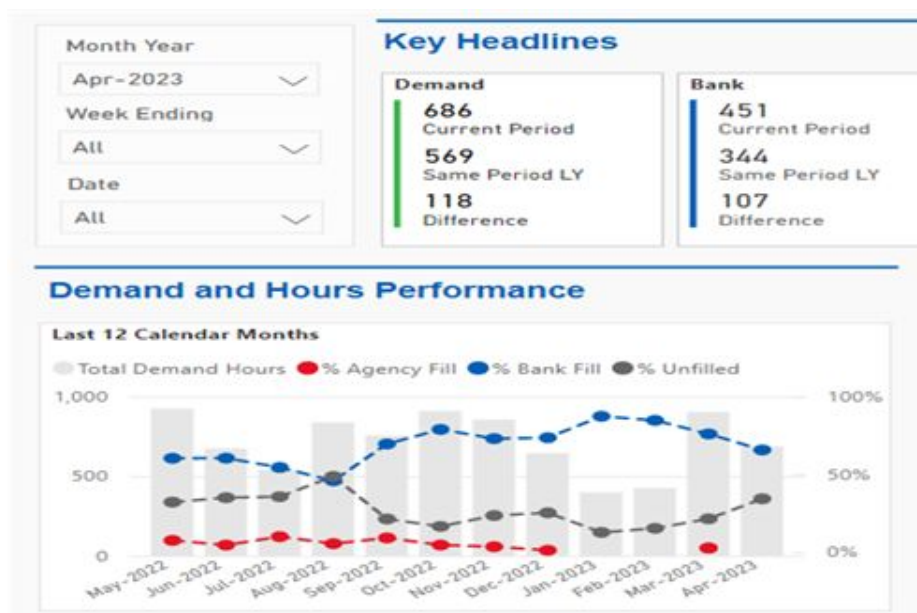 Month Year
Apr-2023
Week Ending
All
Date
All
Key Headlines
Demand
686
Current Period
569
Same Period LY
118
Difference
Bank
451
Current Period
344
Same Period LY
107
Difference
Demand and Hours Performance
Last 12 Calendar Months
Total Demand Hours % Agency Fill % Bank Fill % Unfilled
1,000 100%
500 50%
0 0%
May-2022 Jun-2022 Jul-2022 Aug-2022 Sep-2022 Oct-2022 Nov-2022 Dec-2022 Jan-2023 Feb-2023 Mar-2023 Apr-2023